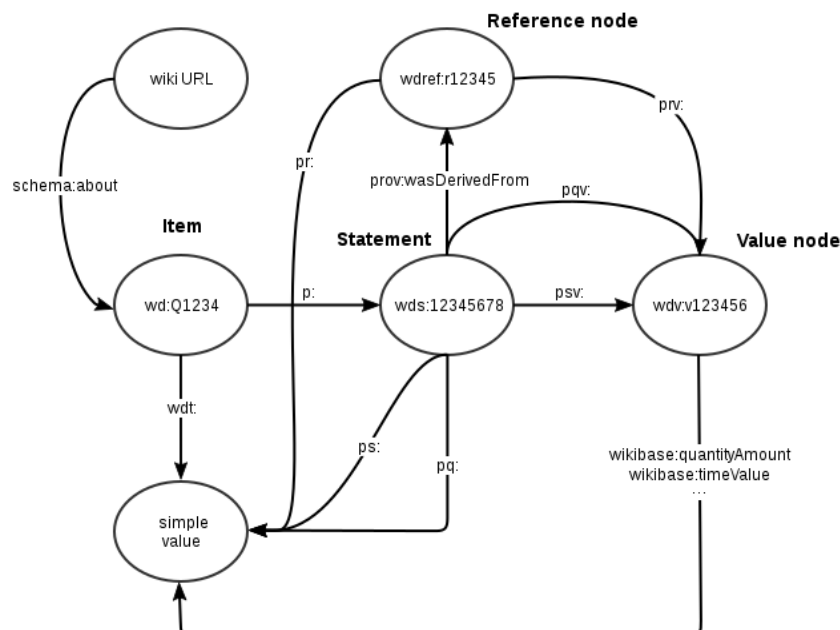 Reference node
wiki URL
wdref:r12345
prv:
pr:
schema:about
prov:wasDerivedFrom
pqv:
Item
Statement
Value node
wd:Q1234
p:
wds:12345678
psv:
wdv:v123456
wdt:
ps:
pq:
wikibase:quantityAmount
wikibase:timeValue
...
simple
value